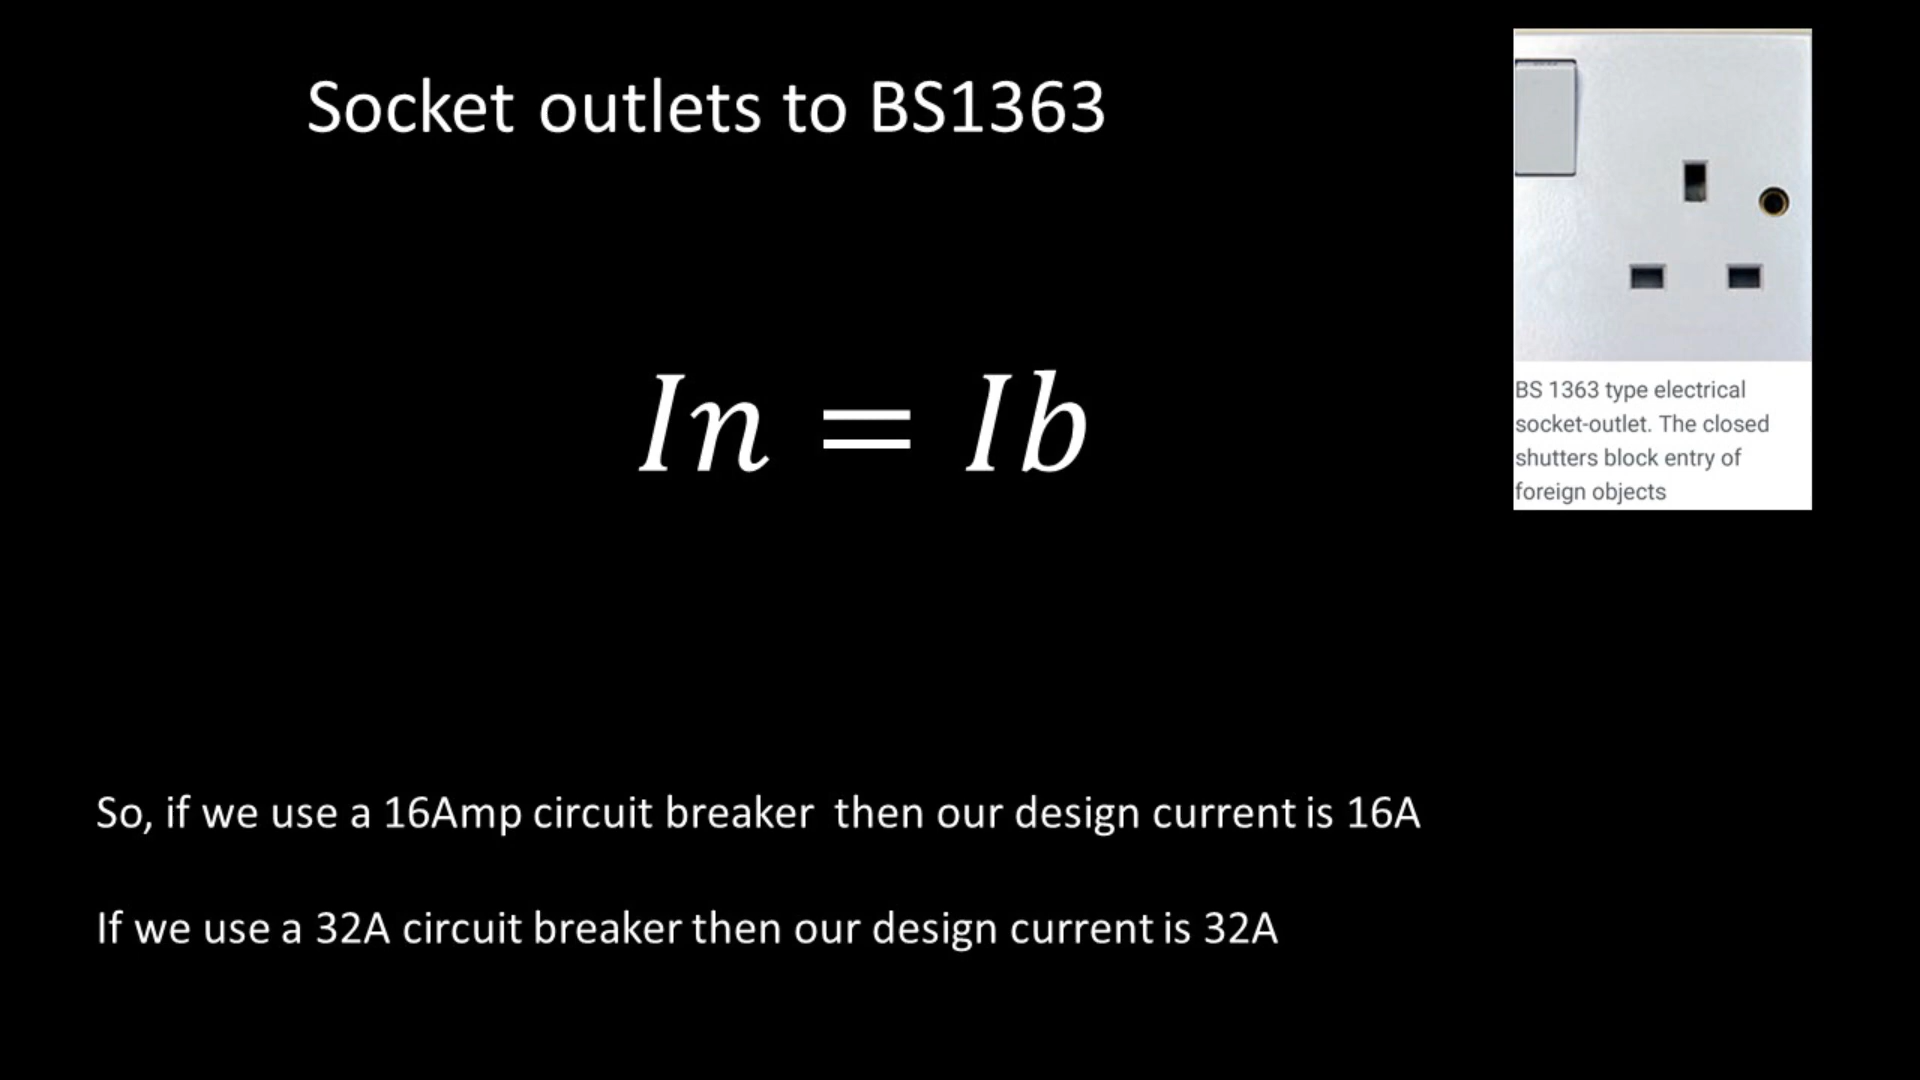 Socket outlets to BS1363
In = Ib
BS 1363 type electrical
socket-outlet. The closed
shutters block entry of
foreign objects
So, if we use a 16Amp circuit breaker then our design current is 16A
If we use a 32A circuit breaker then our design current is 32A